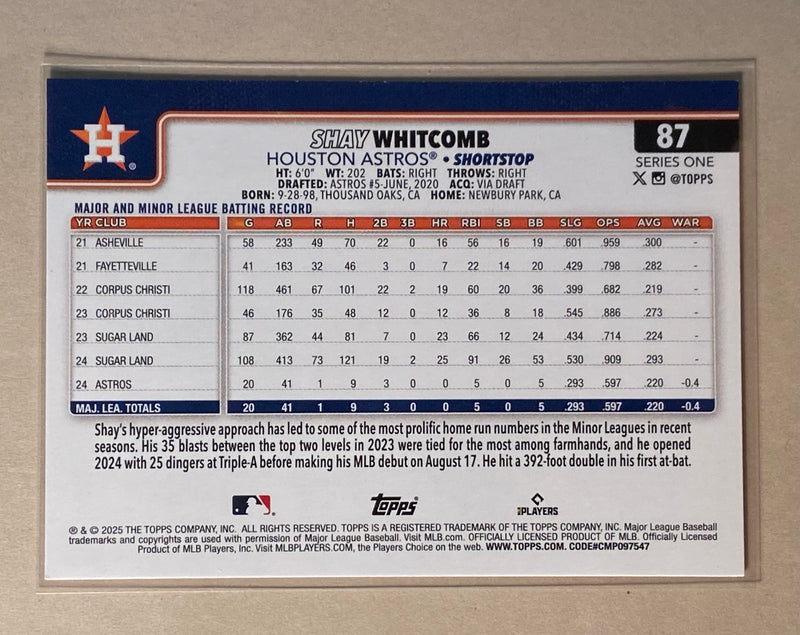 H
®
SHAY WHITCOMB
87
HOUSTON ASTROS® • SHORTSTOP
SERIES ONE
HT: 6'0" WT: 202 BATS: RIGHT THROWS: RIGHT
@TOPPS
DRAFTED: ASTROS #5-JUNE, 2020 ACQ: VIA DRAFT
BORN: 9-28-98, THOUSAND OAKS, CA HOME: NEWBURY PARK, CA
MAJOR AND MINOR LEAGUE BATTING RECORD
YR CLUB G AB R H 2B 3B HR RBI SB BB SLG OPS AVG WAR
21 ASHEVILLE 58 233 49 70 22 0 16 56 16 19 .601 .959 .300 -
21 FAYETTEVILLE 41 163 32 46 3 0 7 22 14 20 .429 .798 .282 -
22 CORPUS CHRISTI 118 461 67 101 22 2 19 60 20 36 .399 .682 .219 -
23 CORPUS CHRISTI 46 176 35 48 12 0 12 36 8 18 .545 .886 .273 -
23 SUGAR LAND 87 362 44 81 7 0 23 66 12 24 .434 .714 .224 -
24 SUGAR LAND 108 413 73 121 19 2 25 91 26 53 .530 .909 .293 -
24 ASTROS 20 41 1 9 3 0 0 5 0 5 .293 .597 .220 -0.4
MAJ. LEA. TOTALS 20 41 1 9 3 0 0 5 0 5 .293 .597 .220 -0.4
Shay's hyper-aggressive approach has led to some of the most prolific home run numbers in the Minor Leagues in recent
seasons. His 35 blasts between the top two levels in 2023 were tied for the most among farmhands, and he opened
2024 with 25 dingers at Triple-A before making his MLB debut on August 17. He hit a 392-foot double in his first at-bat.
Topps
PLAYERS
® & © 2025 THE TOPPS COMPANY, INC. ALL RIGHTS RESERVED. TOPPS IS A REGISTERED TRADEMARK OF THE TOPPS COMPANY, INC. Major League Baseball
trademarks and copyrights are used with permission of Major League Baseball. Visit MLB.com. OFFICIALLY LICENSED PRODUCT OF MLB. Officially Licensed
Product of MLB Players, Inc. Visit MLBPLAYERS.COM, the Players Choice on the web. WWW.TOPPS.COM. CODE#CMP097547